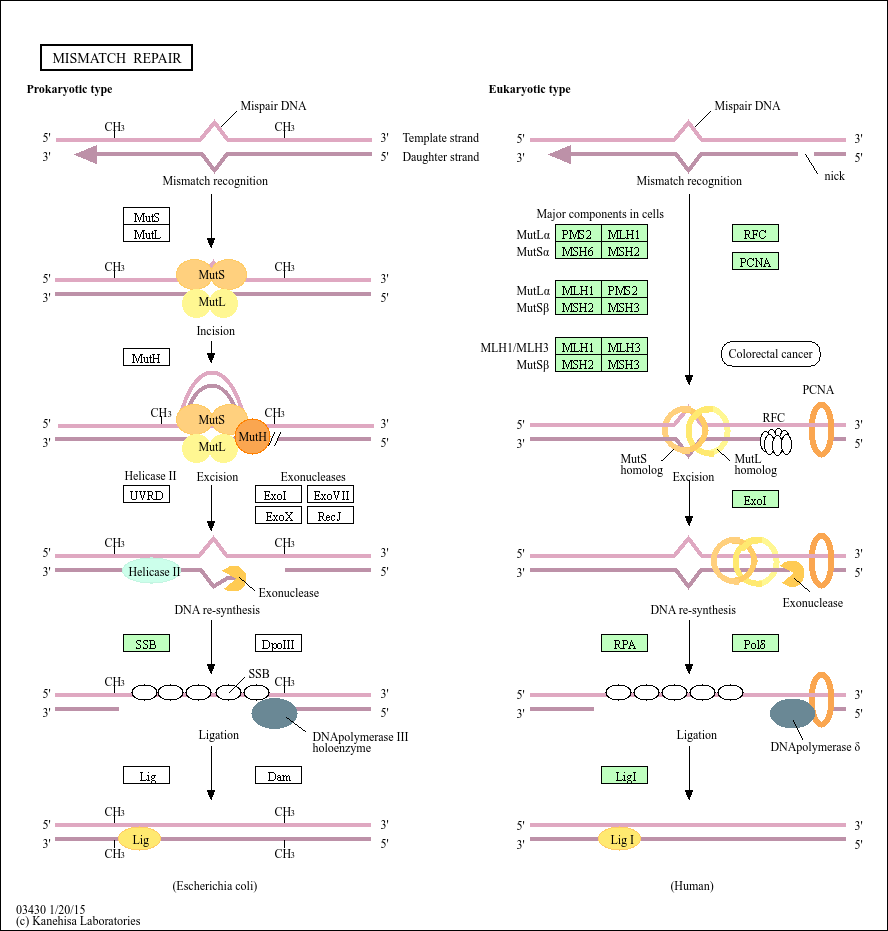 MISMATCH REPAIR
Prokaryotic type
Mispair DNA
CH3
CH3
5'
3'
3'
5'
Template strand
Daughter strand
Mismatch recognition
MutS
MutL
CH3
MutS
CH3
5'
3'
3'
MutL
5'
Incision
MutH
CH3
MutS
CH3
5'
3'
3'
MutL
MutH
5'
Helicase II
Excision
Exonucleases
UVRD
ExoI
ExoVII
ExoX
RecJ
CH3
CH3
5'
3'
3'
Helicase II
5'
Exonuclease
DNA re-synthesis
SSB
DpoIII
CH3
SSB
CH3
5'
3'
3'
5'
DNApolymerase III
holoenzyme
Ligation
Lig
Dam
CH3
CH3
5'
3'
3'
Lig
5'
CH3
CH3
(Escherichia coli)
Eukaryotic type
Mispair DNA
5'
3'
3'
5'
nick
Mismatch recognition
Major components in cells
MutLα PMS2 MLH1
MutSα MSH6 MSH2
RFC
PCNA
MutLα MLH1 PMS2
MutSβ MSH2 MSH3
MLH1/MLH3 MLH1 MLH3
MutSβ MSH2 MSH3
Colorectal cancer
PCNA
RFC
5'
3'
3'
5'
MutS
homolog
MutL
homolog
Excision
ExoI
5'
3'
3'
5'
Exonuclease
DNA re-synthesis
RPA
Polδ
5'
3'
3'
5'
DNApolymerase δ
Ligation
LigI
5'
3'
3'
Lig I
5'
(Human)
03430 1/20/15
(c) Kanehisa Laboratories